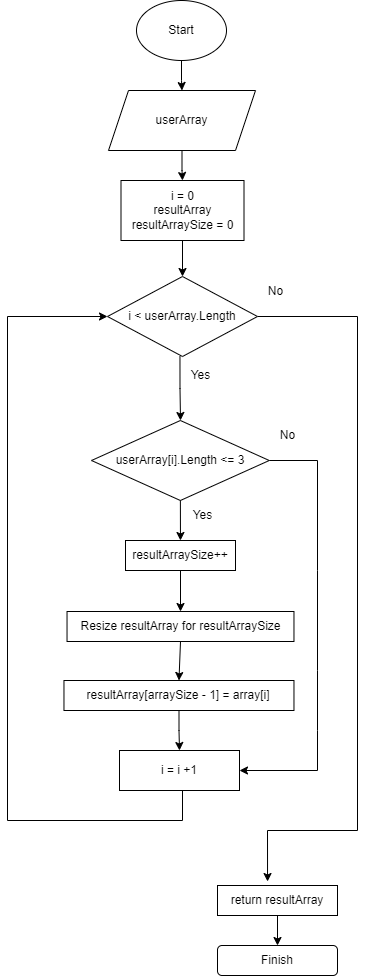 Start
userArray
i = 0
resultArray
resultArraySize = 0
i < userArray.Length
No
Yes
userArray[i].Length <= 3
No
Yes
resultArraySize++
Resize resultArray for resultArraySize
resultArray[arraySize - 1] = array[i]
i = i +1
return resultArray
Finish